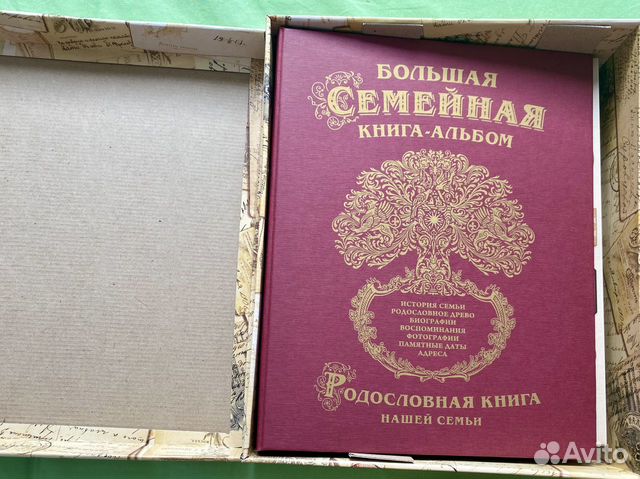 БОЛЬШАЯ
СЕМЕЙНАЯ
КНИГА-АЛЬБОМ
ИСТОРИЯ СЕМЬИ
РОДОСЛОВНОЕ ДРЕВО
БИОГРАФИИ
ВОСПОМИНАНИЯ
ФОТОГРАФИИ
ПАМЯТНЫЕ ДАТЫ
АДРЕСА
РОДОСЛОВНАЯ КНИГА
НАШЕЙ СЕМЬИ
Avito